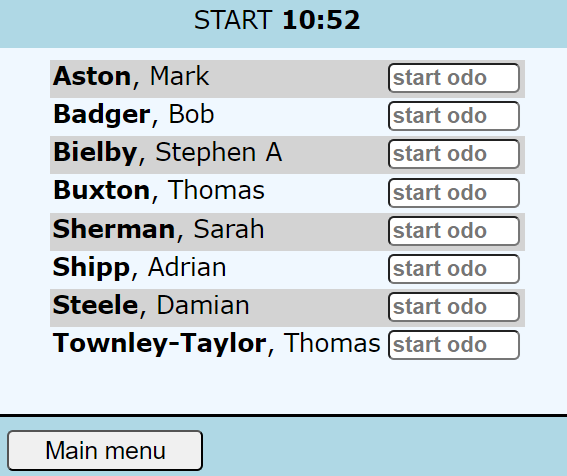 START 10:52
Aston, Mark start odo
Badger, Bob start odo
Bielby, Stephen A start odo
Buxton, Thomas start odo
Sherman, Sarah start odo
Shipp, Adrian start odo
Steele, Damian start odo
Townley-Taylor, Thomas start odo
Main menu